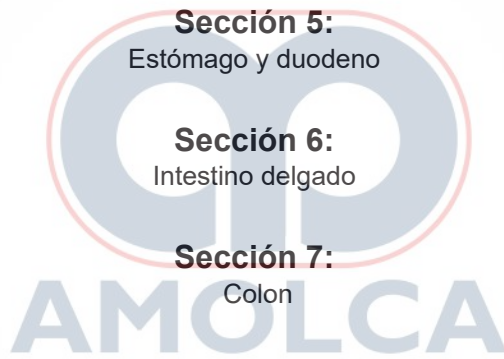 Sección 5:
Estómago y duodeno
Sección 6:
Intestino delgado
Sección 7:
Colon
AMOLCA